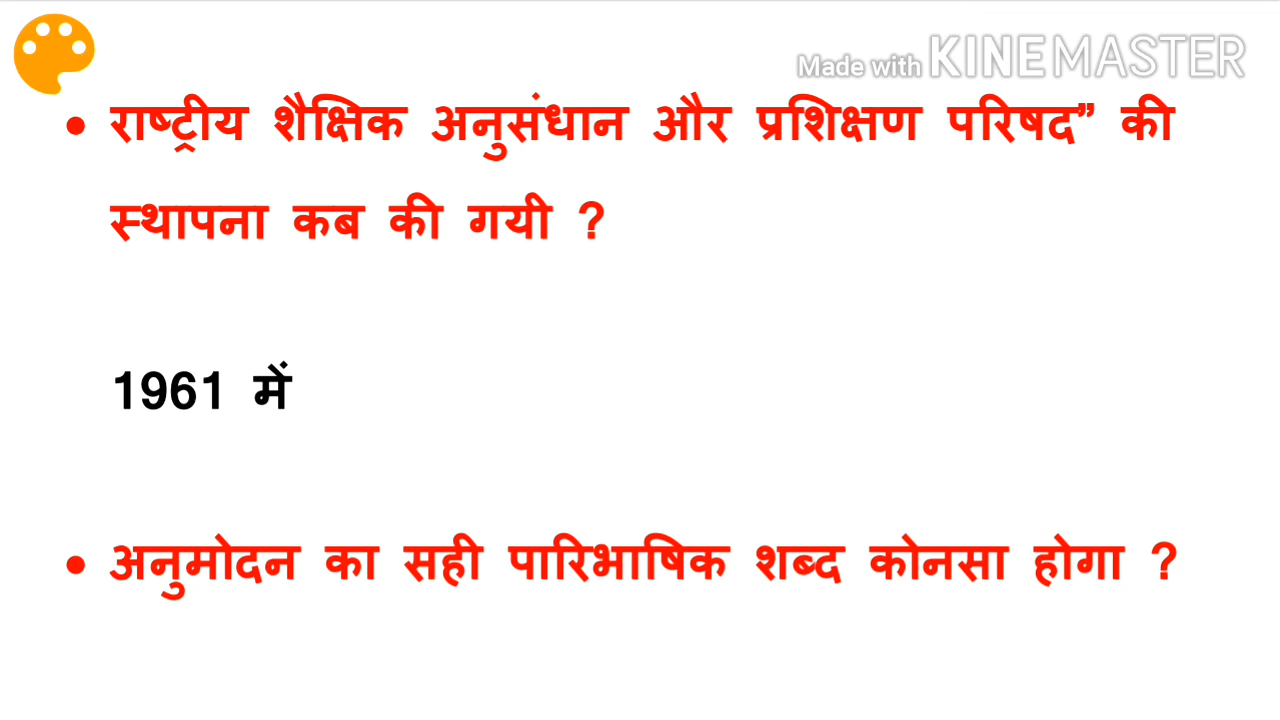 Made with KINEMASTER
• राष्ट्रीय शैक्षिक अनुसंधान और प्रशिक्षण परिषद” की
स्थापना कब की गयी ?
1961 में
• अनुमोदन का सही पारिभाषिक शब्द कोनसा होगा ?